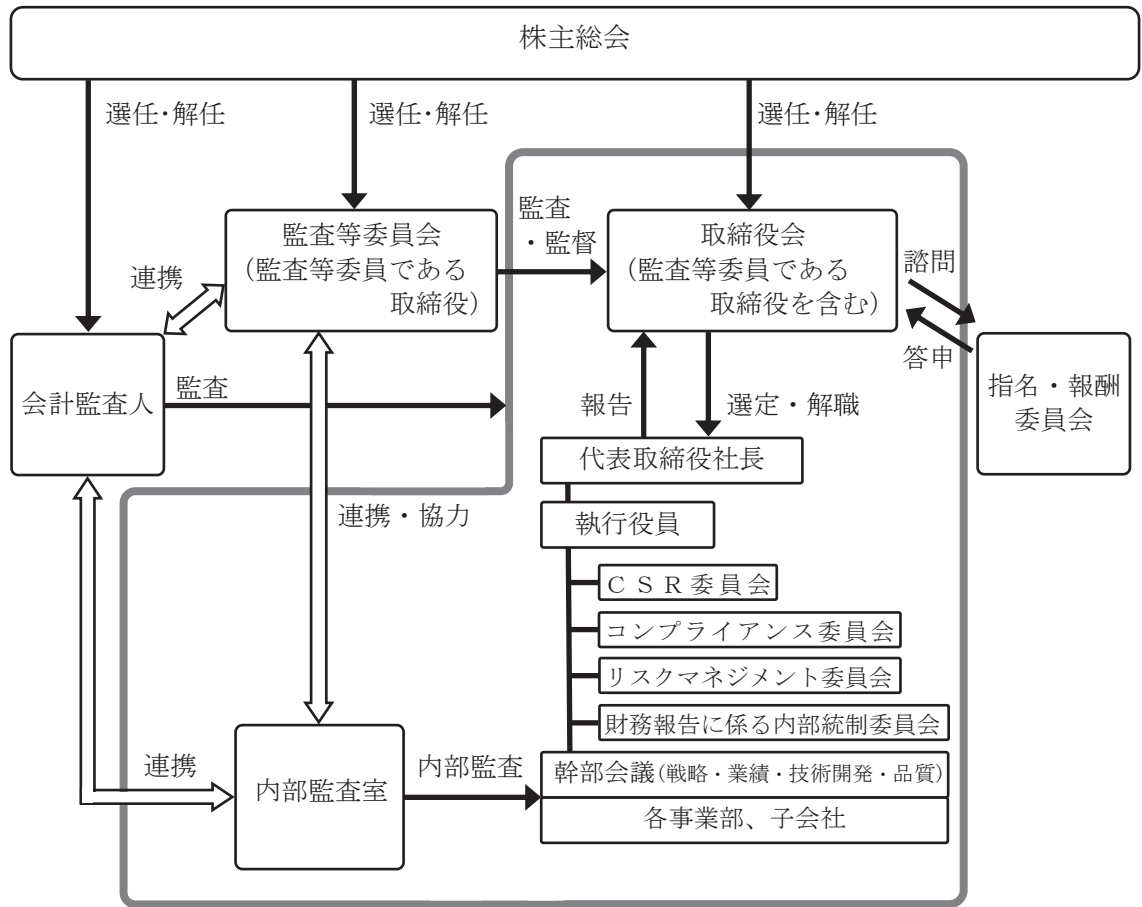 株主総会
選任・解任
選任・解任
選任・解任
監査等委員会
(監査等委員である
取締役)
監査
・監督
取締役会
(監査等委員である
取締役を含む)
諮問
答申
連携
会計監査人
監査
指名・報酬
委員会
報告
選定・解職
代表取締役社長
連携・協力
執行役員
CSR委員会
コンプライアンス委員会
リスクマネジメント委員会
財務報告に係る内部統制委員会
連携
内部監査室
内部監査
幹部会議(戦略・業績・技術開発・品質)
各事業部、子会社